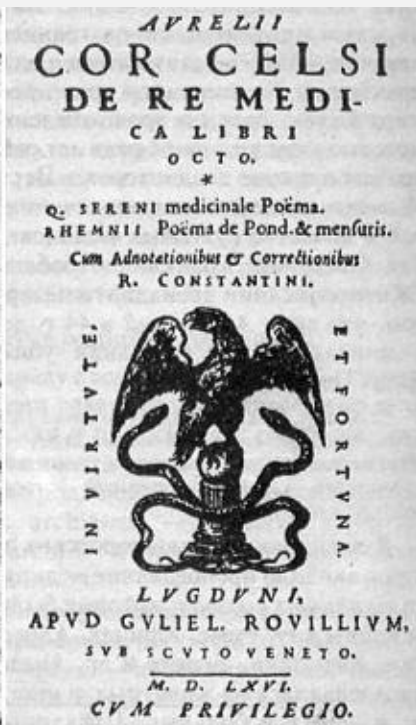 AVRELII
COR. CELSI
DE RE MEDI-
CA LIBRI
OCTO.
*
Q. SERENI medicinale Poëma.
RHEMNII Poëma de Pond. & mensuris.
Cum Adnotationibus & Correctionibus
R. CONSTANTINI.
IN VIRTVTE,
ET FORTVNA
LVGDVNI,
APVD GVLIEL. ROVILLIVM,
SVB SCVTO VENETO.
M. D. LXVI.
CVM PRIVILEGIO.